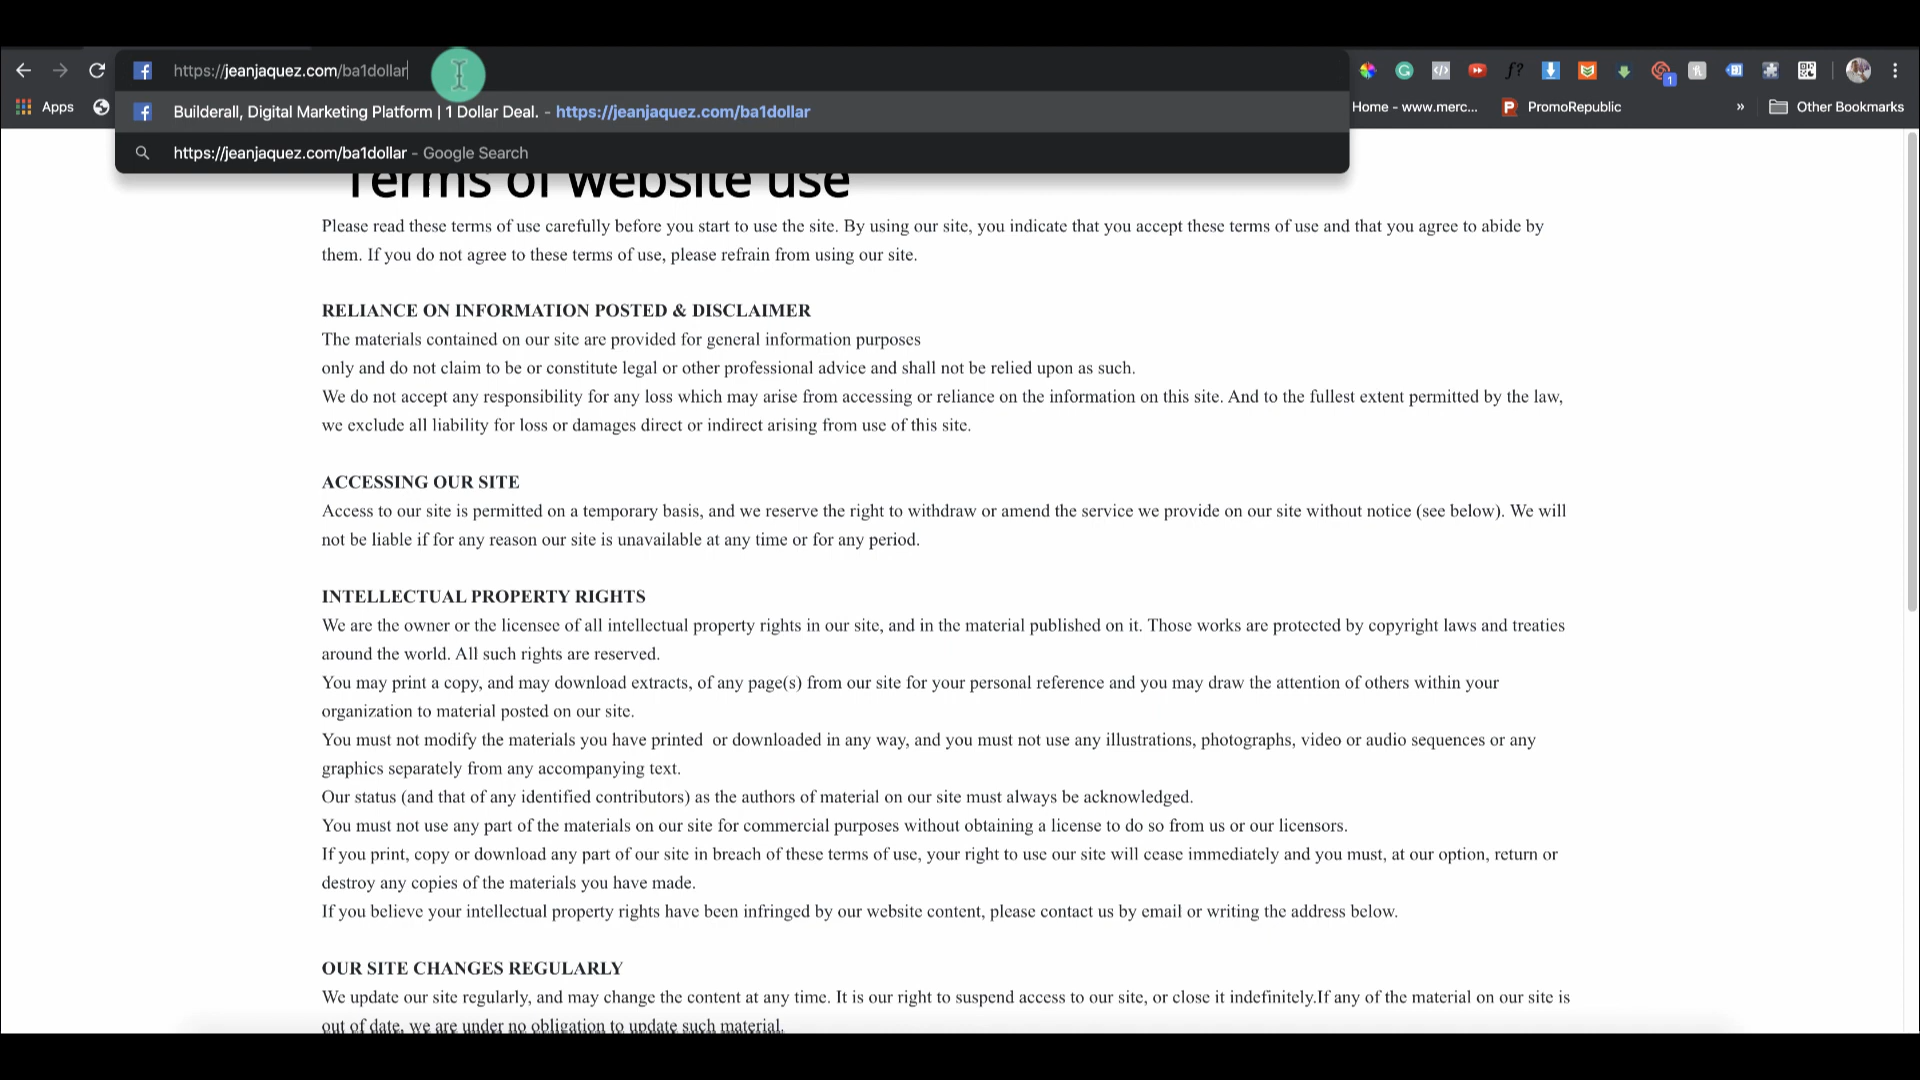 https://jeanjaquez.com/ba1dollar
Builderall, Digital Marketing Platform | 1 Dollar Deal. - https://jeanjaquez.com/ba1dollar
https://jeanjaquez.com/ba1dollar - Google Search
1
Apps
Home - www.merc...
PromoRepublic
»
Other Bookmarks
Terms of website use
Please read these terms of use carefully before you start to use the site. By using our site, you indicate that you accept these terms of use and that you agree to abide by
them. If you do not agree to these terms of use, please refrain from using our site.
RELIANCE ON INFORMATION POSTED & DISCLAIMER
The materials contained on our site are provided for general information purposes
only and do not claim to be or constitute legal or other professional advice and shall not be relied upon as such.
We do not accept any responsibility for any loss which may arise from accessing or reliance on the information on this site. And to the fullest extent permitted by the law,
we exclude all liability for loss or damages direct or indirect arising from use of this site.
ACCESSING OUR SITE
Access to our site is permitted on a temporary basis, and we reserve the right to withdraw or amend the service we provide on our site without notice (see below). We will
not be liable if for any reason our site is unavailable at any time or for any period.
INTELLECTUAL PROPERTY RIGHTS
We are the owner or the licensee of all intellectual property rights in our site, and in the material published on it. Those works are protected by copyright laws and treaties
around the world. All such rights are reserved.
You may print a copy, and may download extracts, of any page(s) from our site for your personal reference and you may draw the attention of others within your
organization to material posted on our site.
You must not modify the materials you have printed  or downloaded in any way, and you must not use any illustrations, photographs, video or audio sequences or any
graphics separately from any accompanying text.
Our status (and that of any identified contributors) as the authors of material on our site must always be acknowledged.
You must not use any part of the materials on our site for commercial purposes without obtaining a license to do so from us or our licensors.
If you print, copy or download any part of our site in breach of these terms of use, your right to use our site will cease immediately and you must, at our option, return or
destroy any copies of the materials you have made.
If you believe your intellectual property rights have been infringed by our website content, please contact us by email or writing the address below.
OUR SITE CHANGES REGULARLY
We update our site regularly, and may change the content at any time. It is our right to suspend access to our site, or close it indefinitely.If any of the material on our site is
out of date, we are under no obligation to update such material.